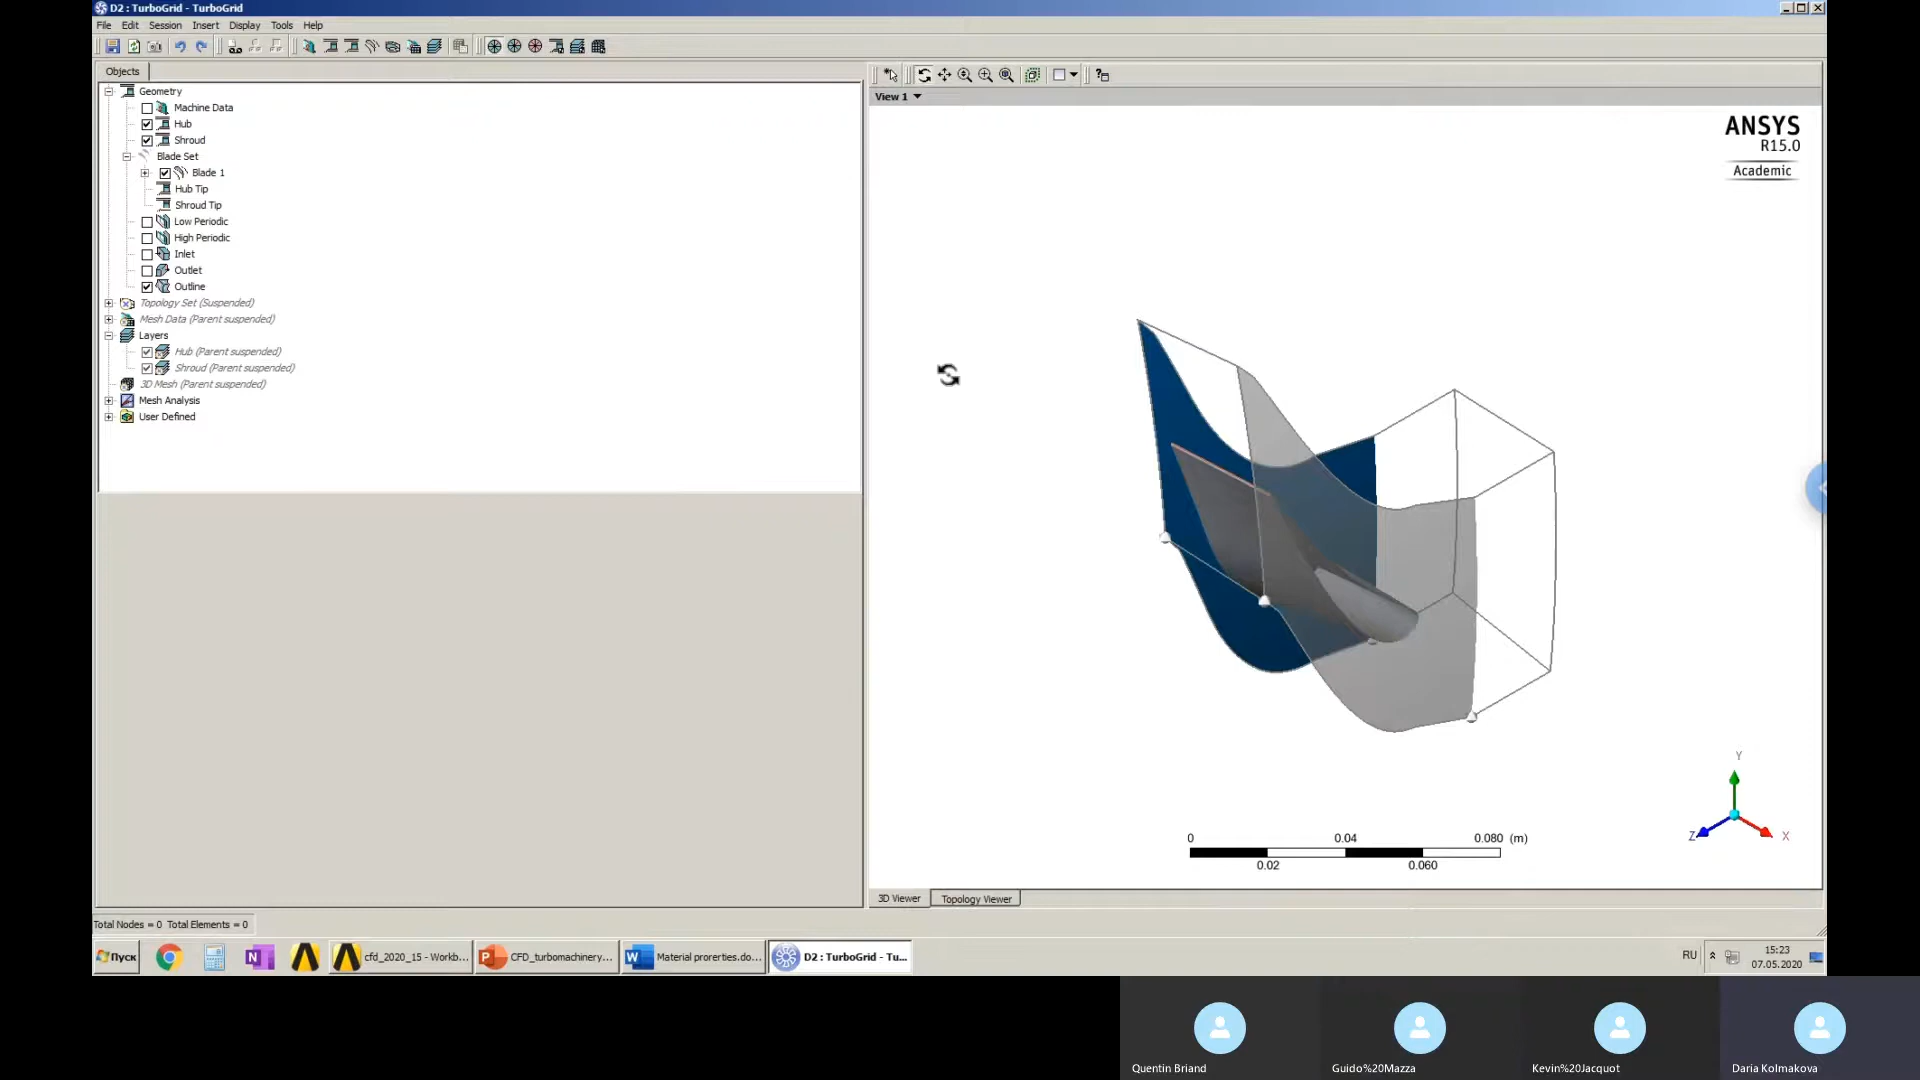 D2 : TurboGrid - TurboGrid
File Edit Session Insert Display Tools Help
Objects
Geometry
Machine Data
Hub
Shroud
Blade Set
Blade 1
Hub Tip
Shroud Tip
Low Periodic
High Periodic
Inlet
Outlet
Outline
Topology Set (Suspended)
Mesh Data (Parent suspended)
Layers
Hub (Parent suspended)
Shroud (Parent suspended)
3D Mesh (Parent suspended)
Mesh Analysis
User Defined
View 1
ANSYS
R15.0
Academic
Y
Z
X
0 0.04 0.080 (m)
0.02 0.060
3D Viewer Topology Viewer
Total Nodes = 0 Total Elements = 0
Пуск
cfd_2020_15 - Workb...
CFD_turbomachinery...
Material prorerties.do...
D2 : TurboGrid - Tu...
RU
15:23
07.05.2020
Quentin Briand
Guido%20Mazza
Kevin%20Jacquot
Daria Kolmakova